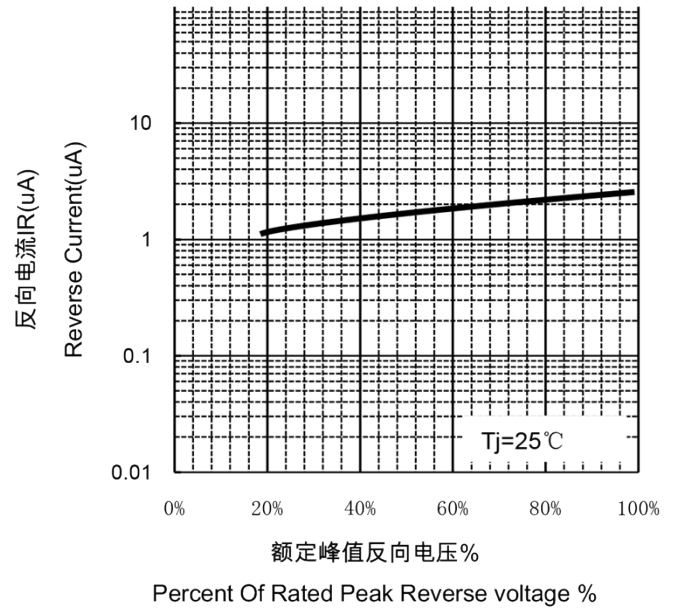 反向电流IR(uA)
Reverse Current(uA)
10
1
0.1
0.01
Tj=25℃
0% 20% 40% 60% 80% 100%
额定峰值反向电压%
Percent Of Rated Peak Reverse voltage %